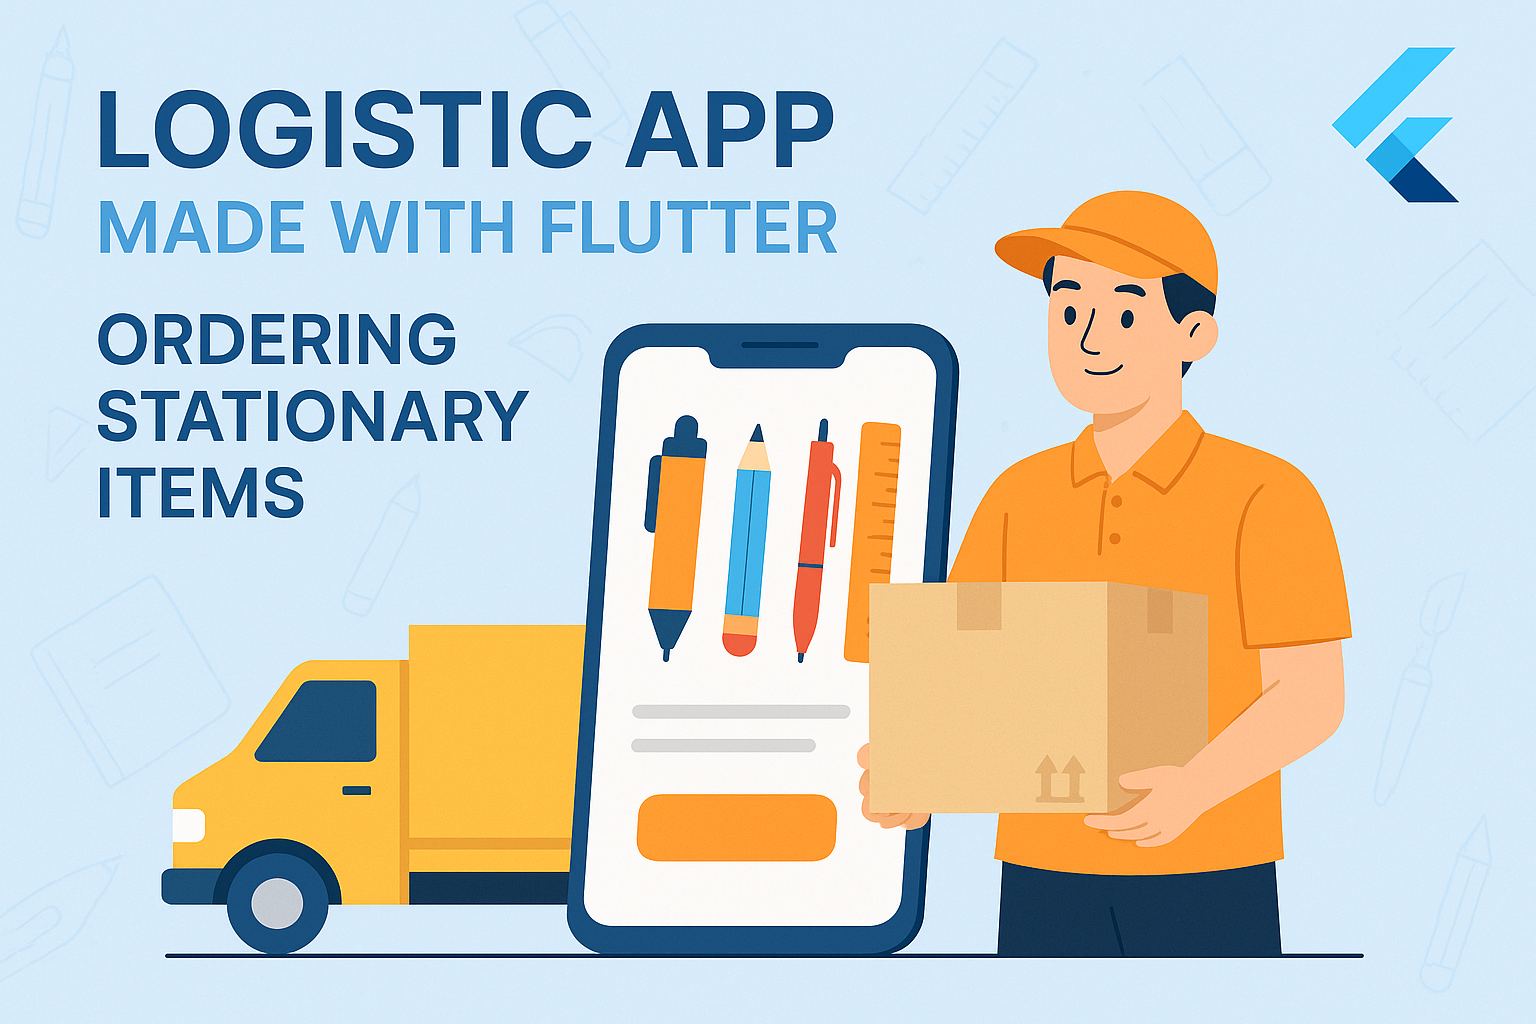 LOGISTIC APP
MADE WITH FLUTTER
ORDERING
STATIONARY
ITEMS